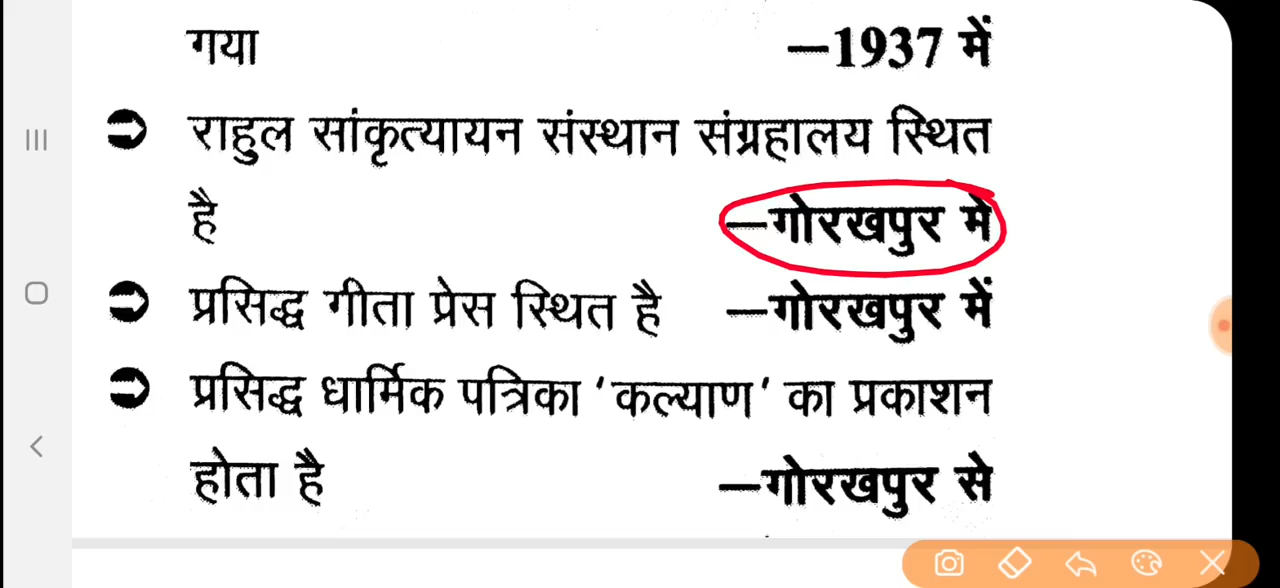 गया —1937 में
➲ राहुल सांकृत्यायन संस्थान संग्रहालय स्थित
है —गोरखपुर में
➲ प्रसिद्ध गीता प्रेस स्थित है —गोरखपुर में
➲ प्रसिद्ध धार्मिक पत्रिका ‘कल्याण’ का प्रकाशन
होता है —गोरखपुर से